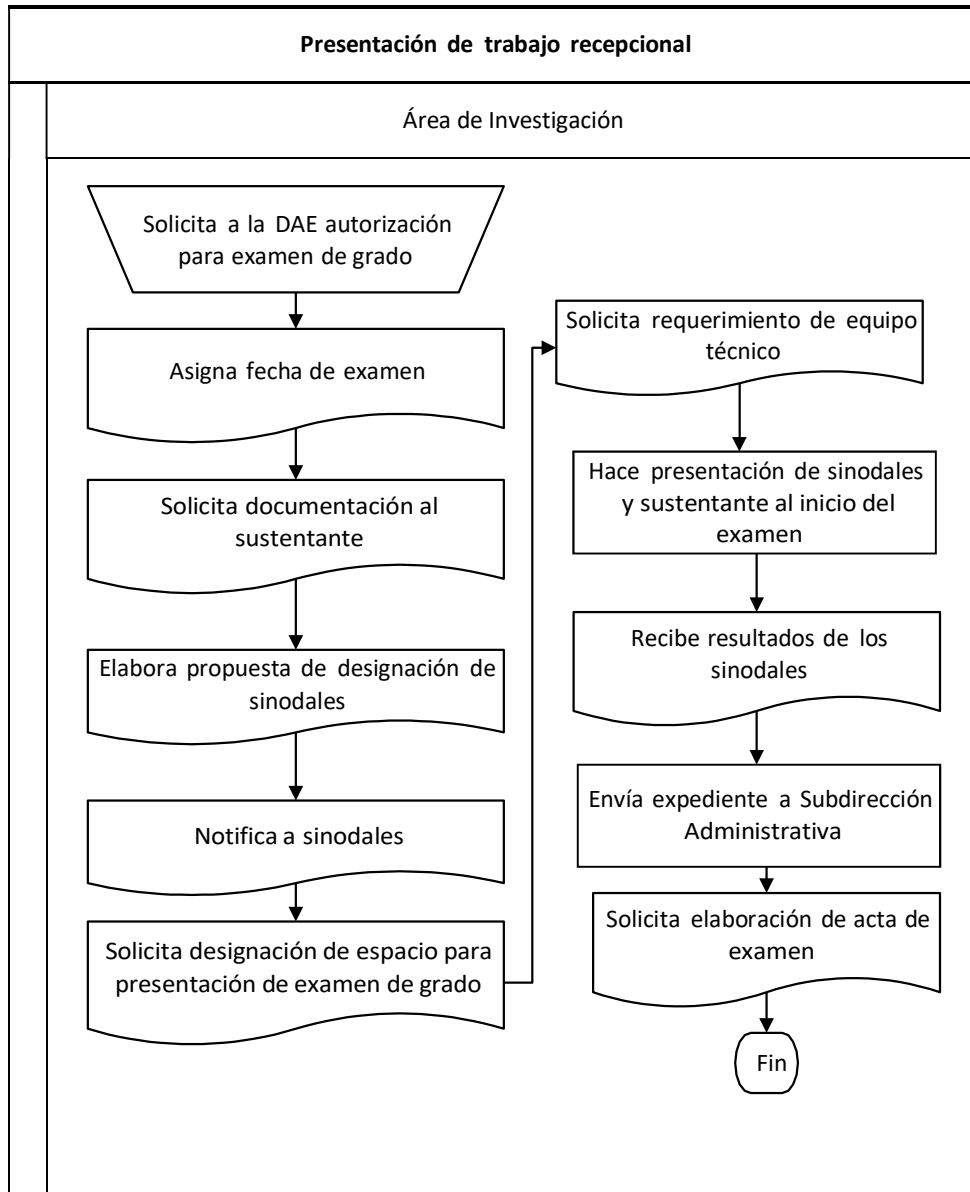 Presentación de trabajo recepcional
Área de Investigación
Solicita a la DAE autorización
para examen de grado
Asigna fecha de examen
Solicita documentación al
sustentante
Elabora propuesta de designación de
sinodales
Notifica a sinodales
Solicita designación de espacio para
presentación de examen de grado
Solicita requerimiento de equipo
técnico
Hace presentación de sinodales
y sustentante al inicio del
examen
Recibe resultados de los
sinodales
Envía expediente a Subdirección
Administrativa
Solicita elaboración de acta de
examen
Fin